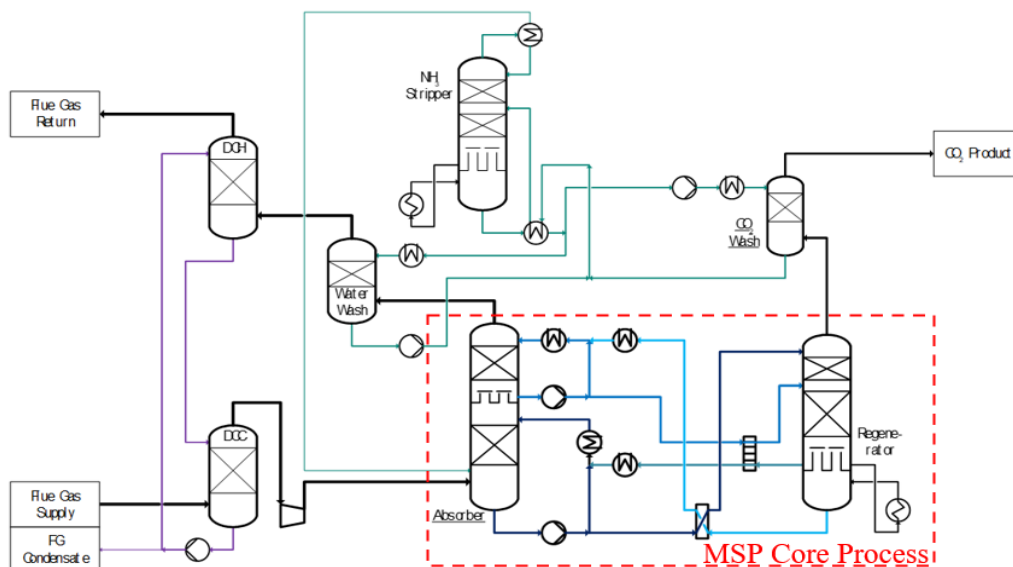 NH3
Stripper
Flue Gas
Return
DCH
CO2 Product
CO2
Wash
Water
Wash
DCC
Regene-
rator
Flue Gas
Supply
Absorber
FG
Condensate
MSP Core Process